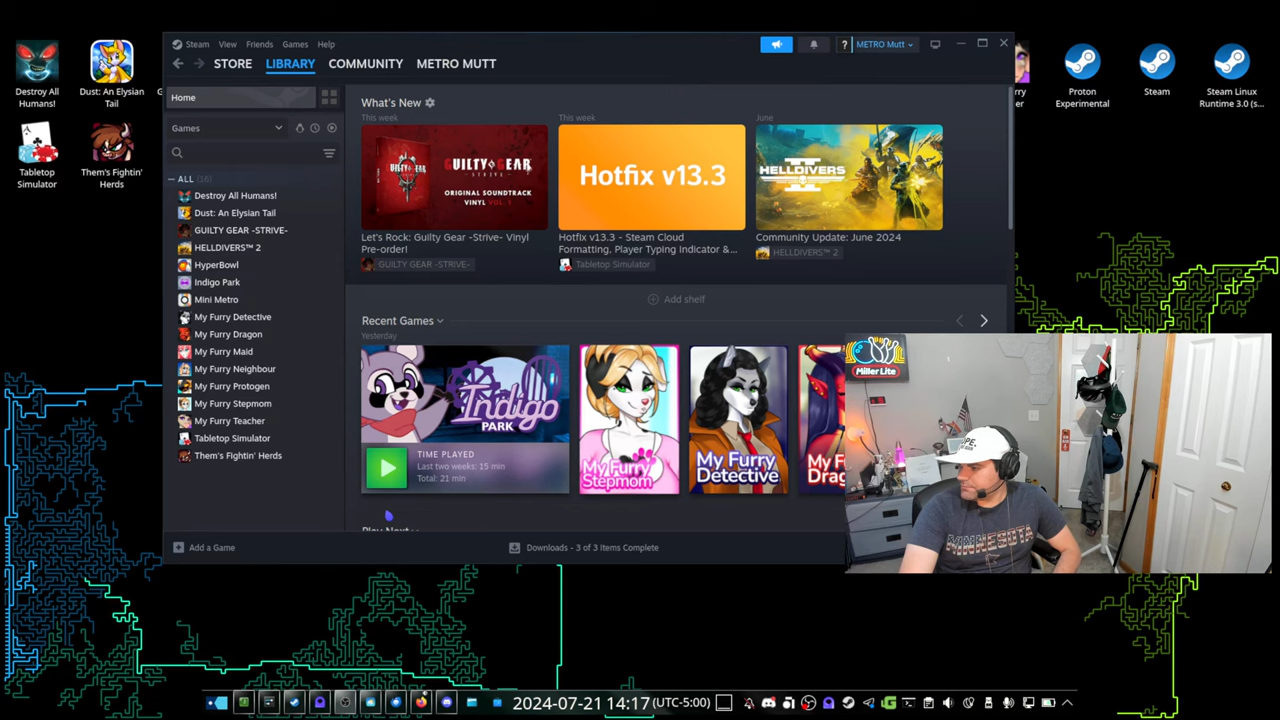 Steam View Friends Games Help
? METRO Mutt
STORE LIBRARY COMMUNITY METRO MUTT
Destroy All
Humans!
Dust: An Elysian
Tail
Proton
Experimental
Steam
Steam Linux
Runtime 3.0 (s...
Tabletop
Simulator
Them's Fightin'
Herds
Home
Games
ALL (16)
Destroy All Humans!
Dust: An Elysian Tail
GUILTY GEAR -STRIVE-
HELLDIVERS™ 2
HyperBowl
Indigo Park
Mini Metro
My Furry Detective
My Furry Dragon
My Furry Maid
My Furry Neighbour
My Furry Protogen
My Furry Stepmom
My Furry Teacher
Tabletop Simulator
Them's Fightin' Herds
What's New
This week
This week
June
GUILTY GEAR
STRIVE
ORIGINAL SOUNDTRACK
VINYL VOL. 1
Hotfix v13.3
HELLDIVERS
Let's Rock: Guilty Gear -Strive- Vinyl
Pre-order!
GUILTY GEAR -STRIVE-
Hotfix v13.3 - Steam Cloud
Formatting, Player Typing Indicator &...
Tabletop Simulator
Community Update: June 2024
HELLDIVERS™ 2
Add shelf
Recent Games
Yesterday
Indigo
PARK
TIME PLAYED
Last two weeks: 15 min
Total: 21 min
My Furry
Stepmom
My Furry
Detective
Play Next
Add a Game
Downloads - 3 of 3 Items Complete
Miller Lite
MINNESOTA
2024-07-21 14:17 (UTC-5:00)